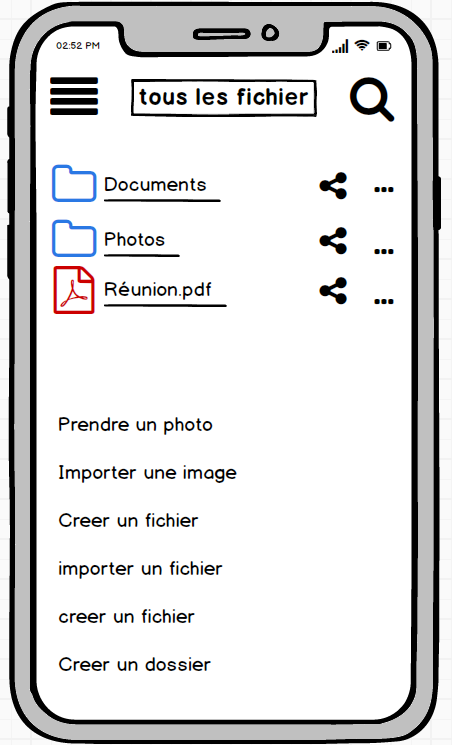 02:52 PM
tous les fichier
Documents
...
Photos
...
Réunion.pdf
...
Prendre un photo
Importer une image
Creer un fichier
importer un fichier
creer un fichier
Creer un dossier